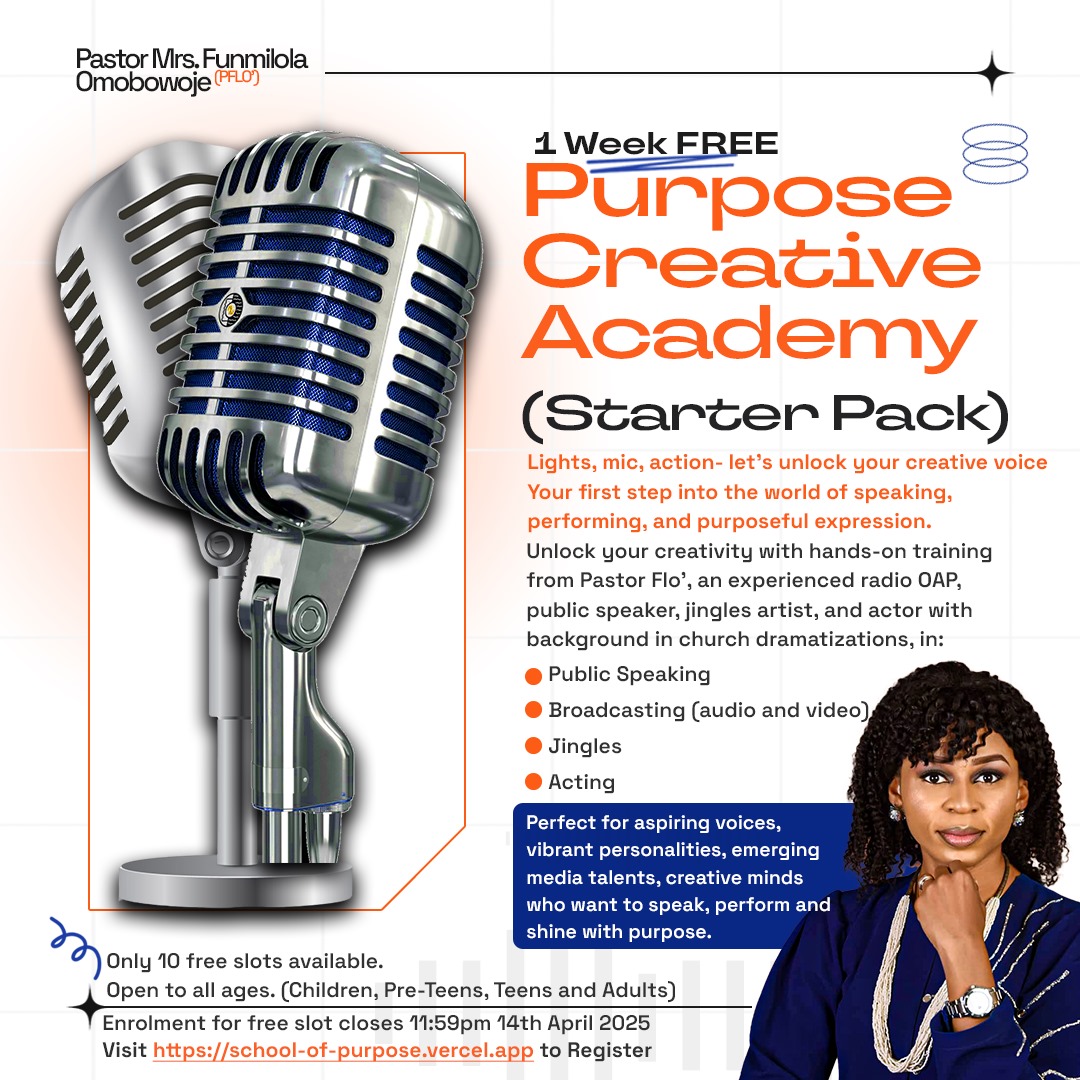 Pastor Mrs. Funmilola
Omobowoje (PFLO')
1 Week FREE
Purpose
Creative
Academy
(Starter Pack)
Lights, mic, action- let's unlock your creative voice
Your first step into the world of speaking,
performing, and purposeful expression.
Unlock your creativity with hands-on training
from Pastor Flo', an experienced radio OAP,
public speaker, jingles artist, and actor with
background in church dramatizations, in:
Public Speaking
Broadcasting (audio and video)
Jingles
Acting
Perfect for aspiring voices,
vibrant personalities, emerging
media talents, creative minds
who want to speak, perform and
shine with purpose.
Only 10 free slots available.
Open to all ages. (Children, Pre-Teens, Teens and Adults)
Enrolment for free slot closes 11:59pm 14th April 2025
Visit https://school-of-purpose.vercel.app to Register